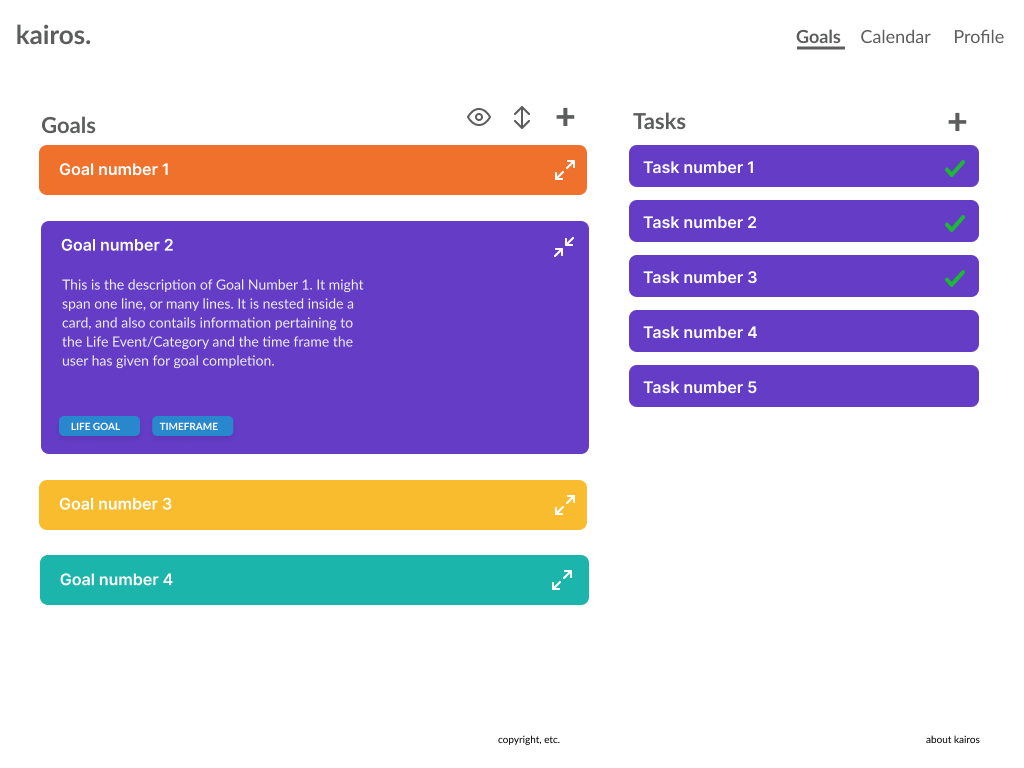 kairos.
Goals
Calendar
Profile
Goals
Goal number 1
Goal number 2
This is the description of Goal Number 1. It might
span one line, or many lines. It is nested inside a
card, and also contails information pertaining to
the Life Event/Category and the time frame the
user has given for goal completion.
LIFE GOAL
TIMEFRAME
Goal number 3
Goal number 4
Tasks
Task number 1
Task number 2
Task number 3
Task number 4
Task number 5
copyright, etc.
about kairos